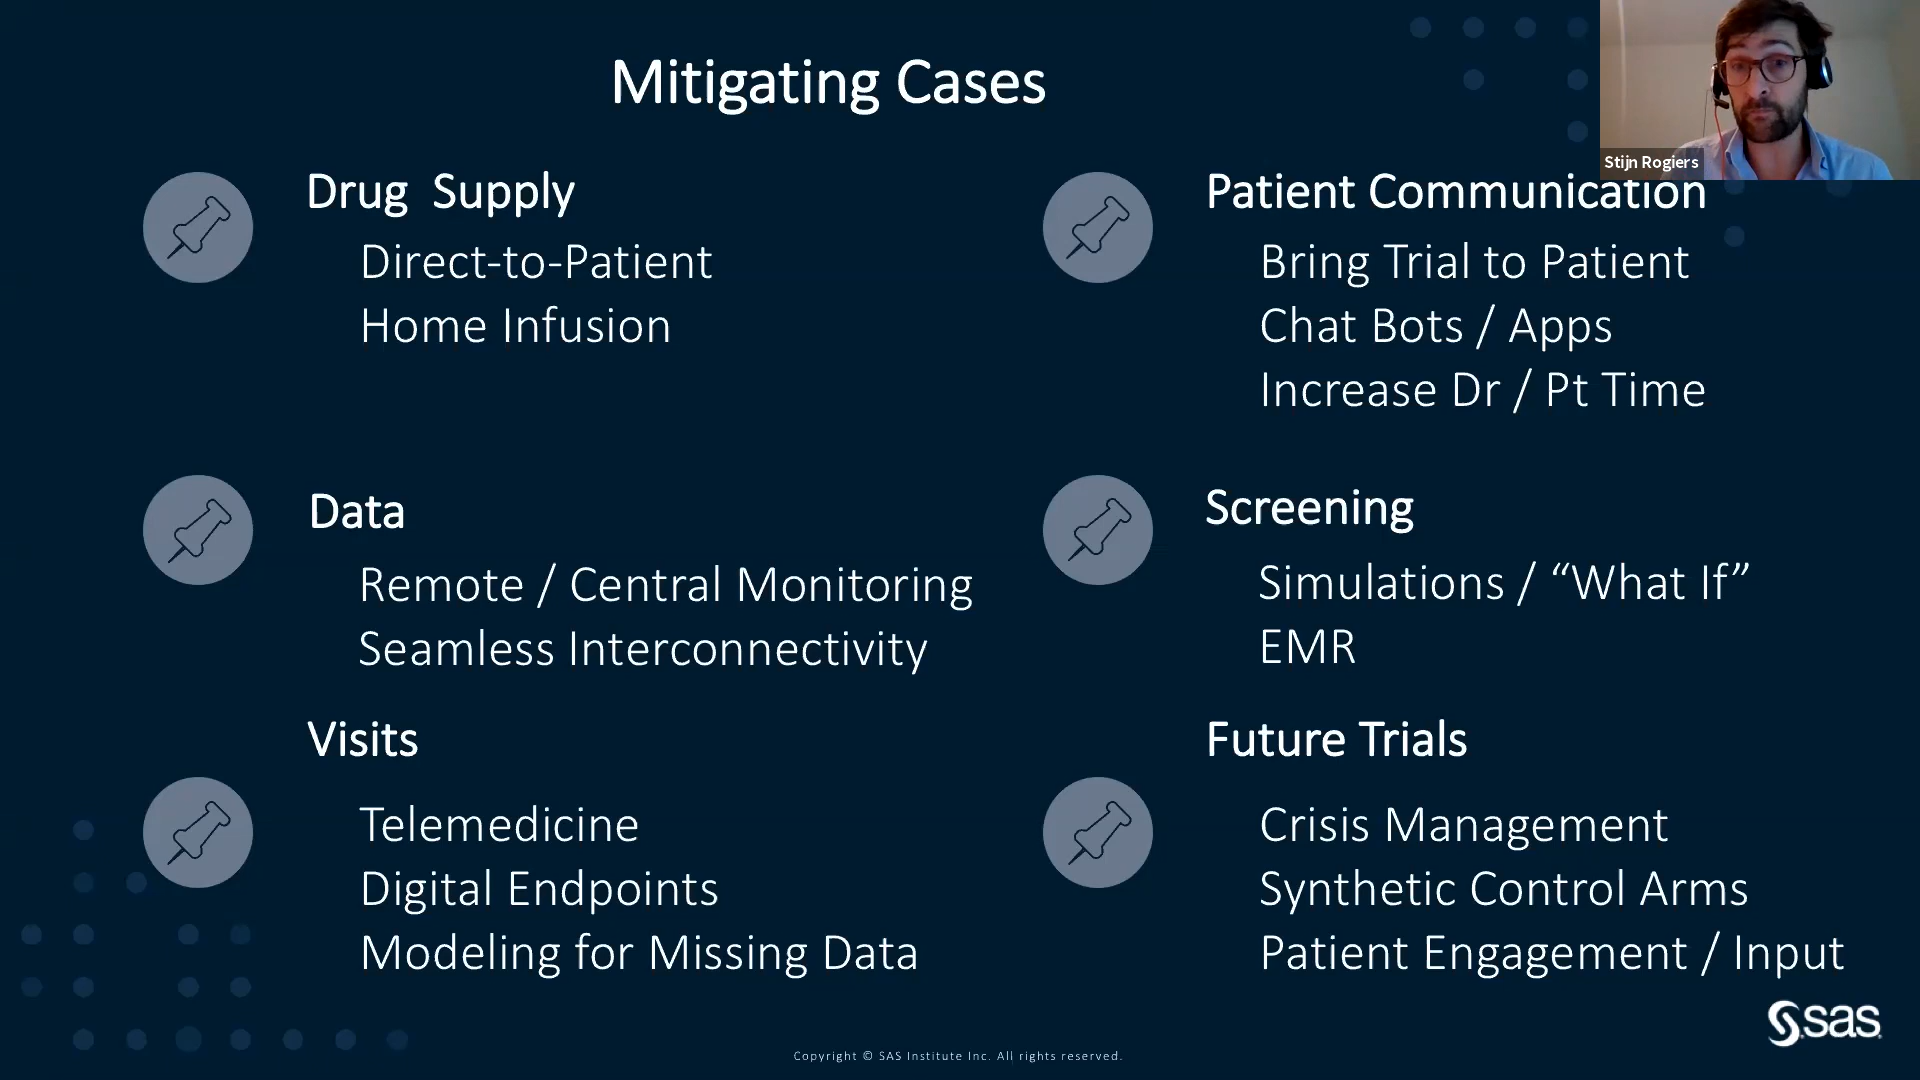 Mitigating Cases
Stijn Rogiers
Drug Supply
Direct-to-Patient
Home Infusion
Patient Communication
Bring Trial to Patient
Chat Bots / Apps
Increase Dr / Pt Time
Data
Remote / Central Monitoring
Seamless Interconnectivity
Screening
Simulations / “What If”
EMR
Visits
Telemedicine
Digital Endpoints
Modeling for Missing Data
Future Trials
Crisis Management
Synthetic Control Arms
Patient Engagement / Input
sas
Copyright © SAS Institute Inc. All rights reserved.